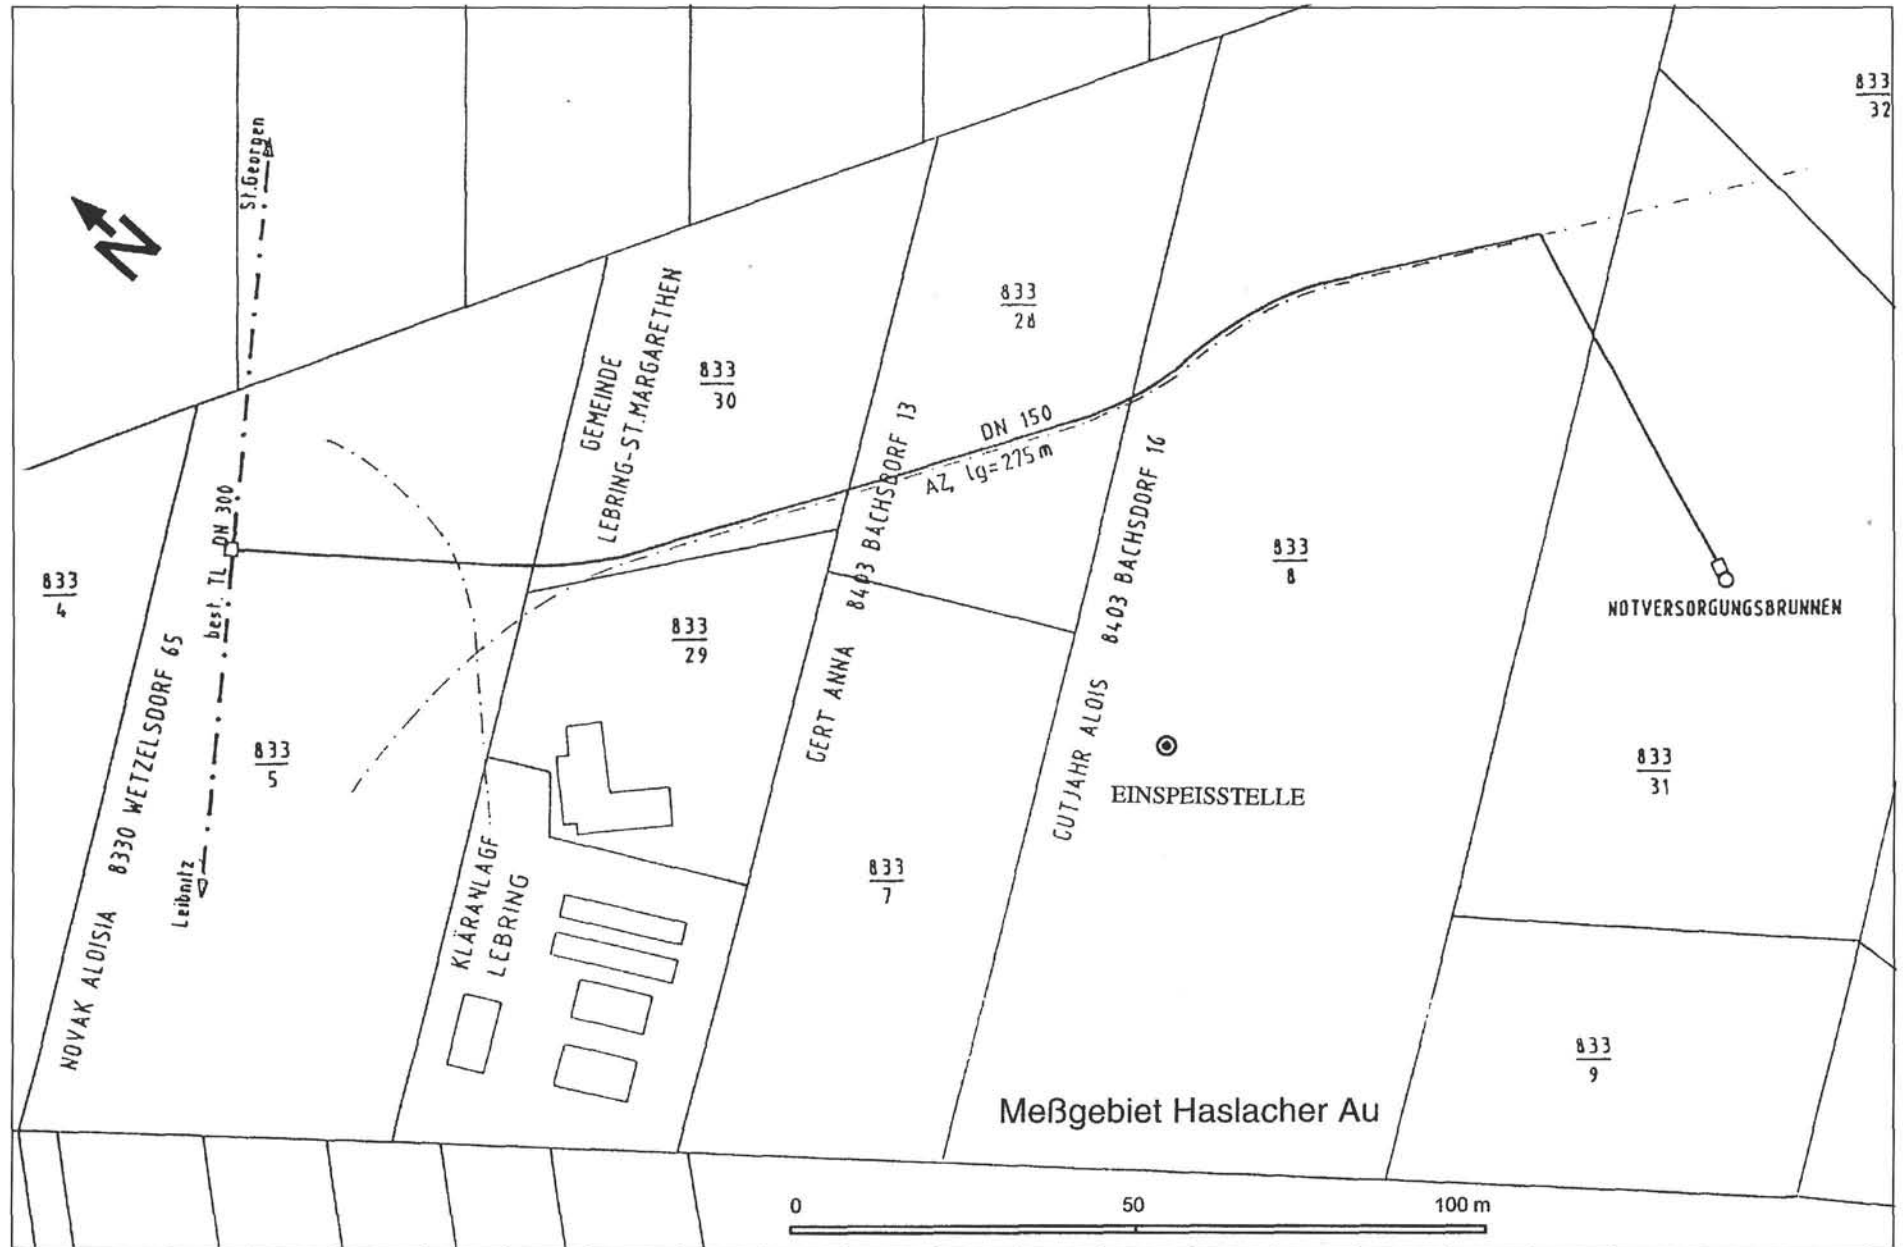 833
32
St.Georgen
N
833
28
GEMEINDE
LEBRING-ST.MARGARETHEN
833
30
DN 150
AZ, lg=275m
best. TL DN 300
833
4
833
8
NOTVERSORGUNGSBRUNNEN
833
29
NOVAK ALOISIA 8330 WETZELSDORF 65
GERT ANNA 8403 BACHSDORF 13
GUTJAHR ALOIS 8403 BACHSDORF 16
833
5
EINSPEISSTELLE
833
31
Leibnitz
833
7
KLÄRANLAGE
LEBRING
833
9
Meßgebiet Haslacher Au
0 50 100 m